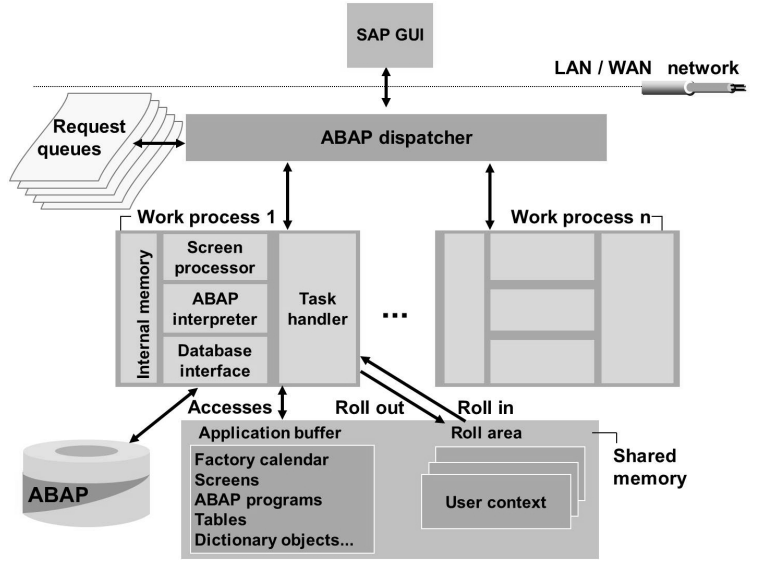 SAP GUI
LAN / WAN network
Request
queues
ABAP dispatcher
Work process 1
Work process n
Internal memory
Screen
processor
ABAP
interpreter
Database
interface
Task
handler
...
Accesses
Roll out
Roll in
ABAP
Application buffer
Factory calendar
Screens
ABAP programs
Tables
Dictionary objects...
Roll area
User context
Shared
memory